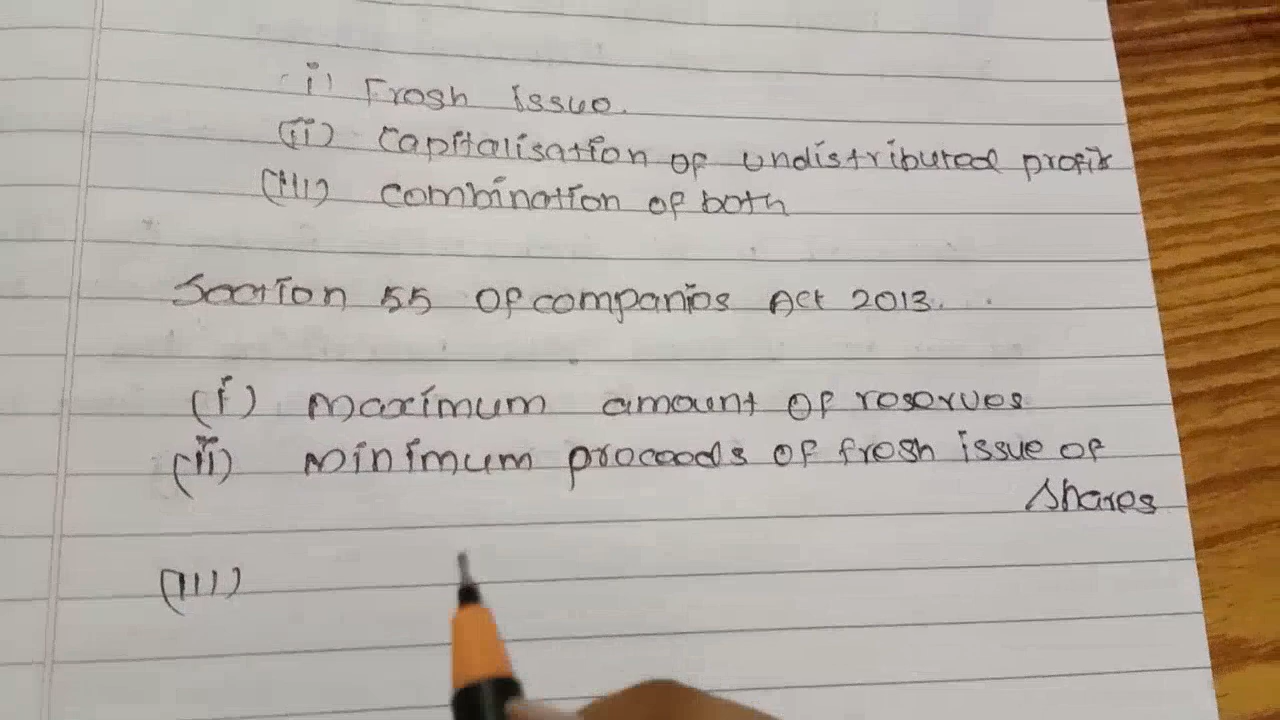 (i) Fresh issue.
(ii) Capitalisation of undistributed profit
(III) combination of both
Section 55 of companies Act 2013.
(i) Maximum amount of reserves
(ii) Minimum proceeds of fresh issue of
shares
(III)